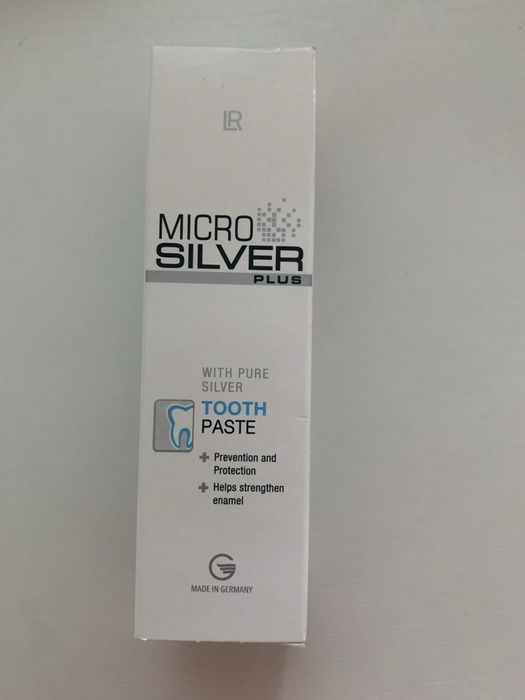 LR
MICRO
SILVER
PLUS
WITH PURE
SILVER
TOOTH
PASTE
+ Prevention and
Protection
+ Helps strengthen
enamel
G
MADE IN GERMANY